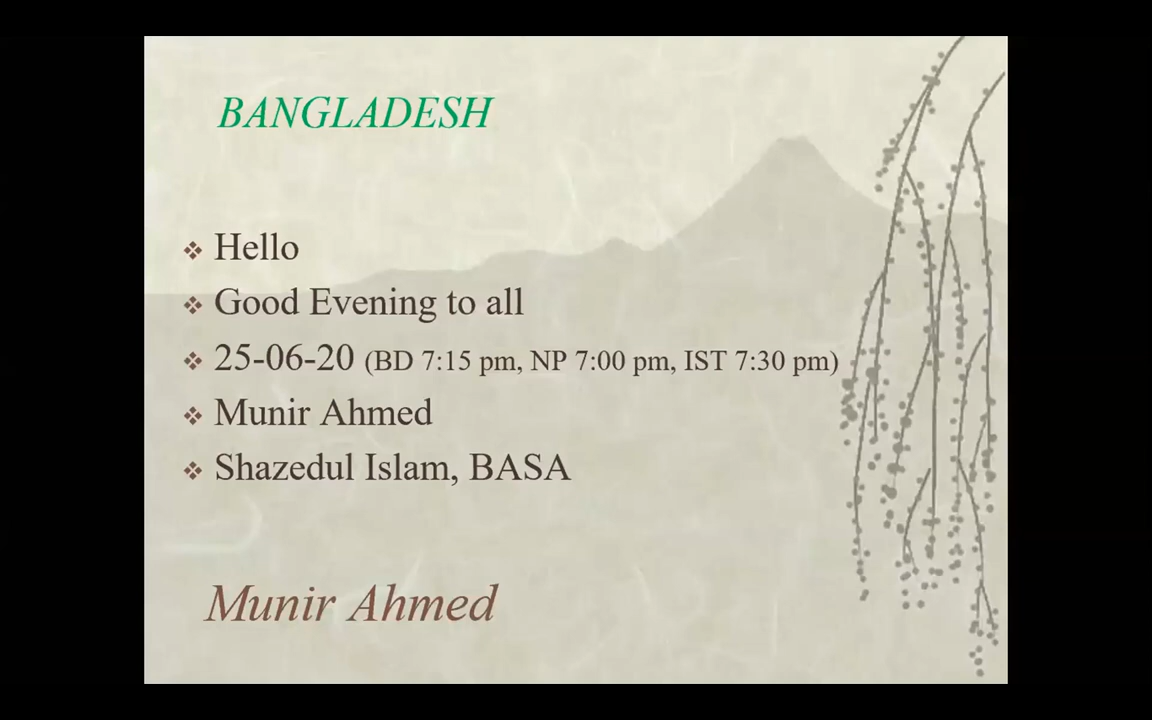 BANGLADESH
Hello
Good Evening to all
25-06-20 (BD 7:15 pm, NP 7:00 pm, IST 7:30 pm)
Munir Ahmed
Shazedul Islam, BASA
Munir Ahmed